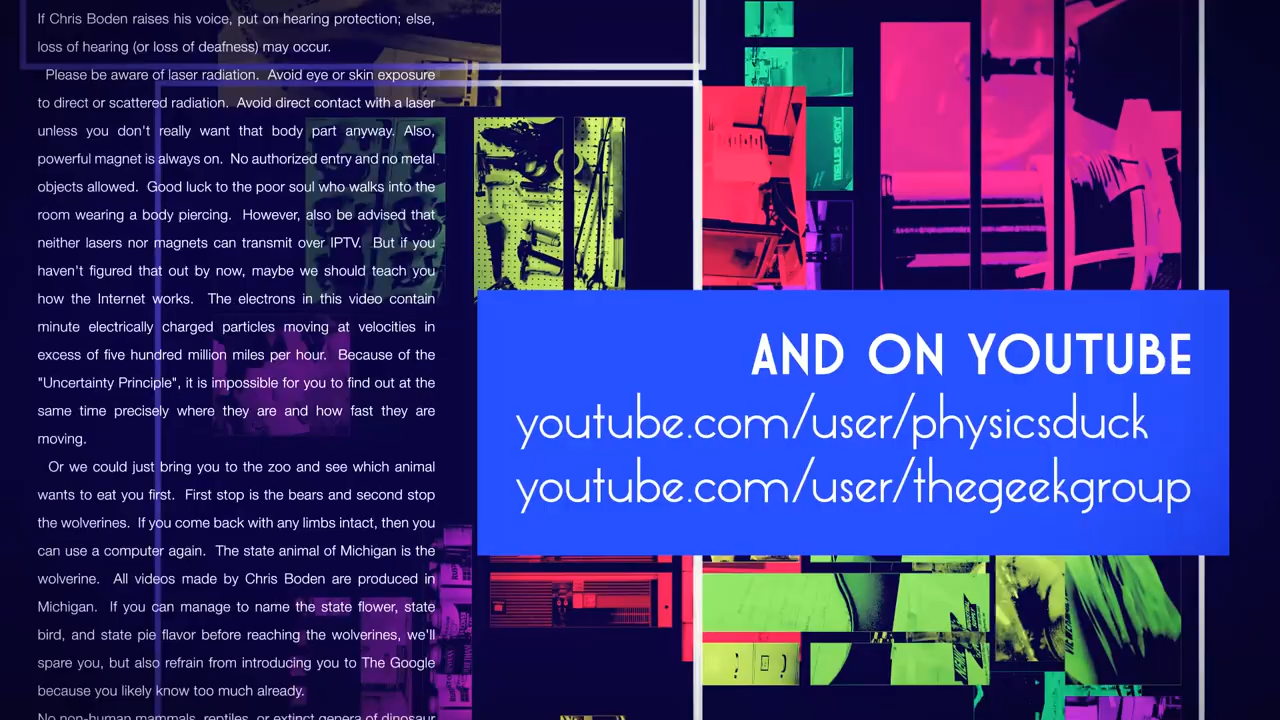 If Chris Boden raises his voice, put on hearing protection; else,
loss of hearing (or loss of deafness) may occur.
Please be aware of laser radiation. Avoid eye or skin exposure
to direct or scattered radiation. Avoid direct contact with a laser
unless you don't really want that body part anyway. Also,
powerful magnet is always on. No authorized entry and no metal
objects allowed. Good luck to the poor soul who walks into the
room wearing a body piercing. However, also be advised that
neither lasers nor magnets can transmit over IPTV. But if you
haven't figured that out by now, maybe we should teach you
how the Internet works. The electrons in this video contain
minute electrically charged particles moving at velocities in
excess of five hundred million miles per hour. Because of the
"Uncertainty Principle", it is impossible for you to find out at the
same time precisely where they are and how fast they are
moving.
Or we could just bring you to the zoo and see which animal
wants to eat you first. First stop is the bears and second stop
the wolverines. If you come back with any limbs intact, then you
can use a computer again. The state animal of Michigan is the
wolverine. All videos made by Chris Boden are produced in
Michigan. If you can manage to name the state flower, state
bird, and state pie flavor before reaching the wolverines, we'll
spare you, but also refrain from introducing you to The Google
because you likely know too much already.
No non-human mammals, reptiles, or extinct genera of dinosaur
AND ON YOUTUBE
youtube.com/user/physicsduck
youtube.com/user/thegeekgroup
MELLES GRIOT